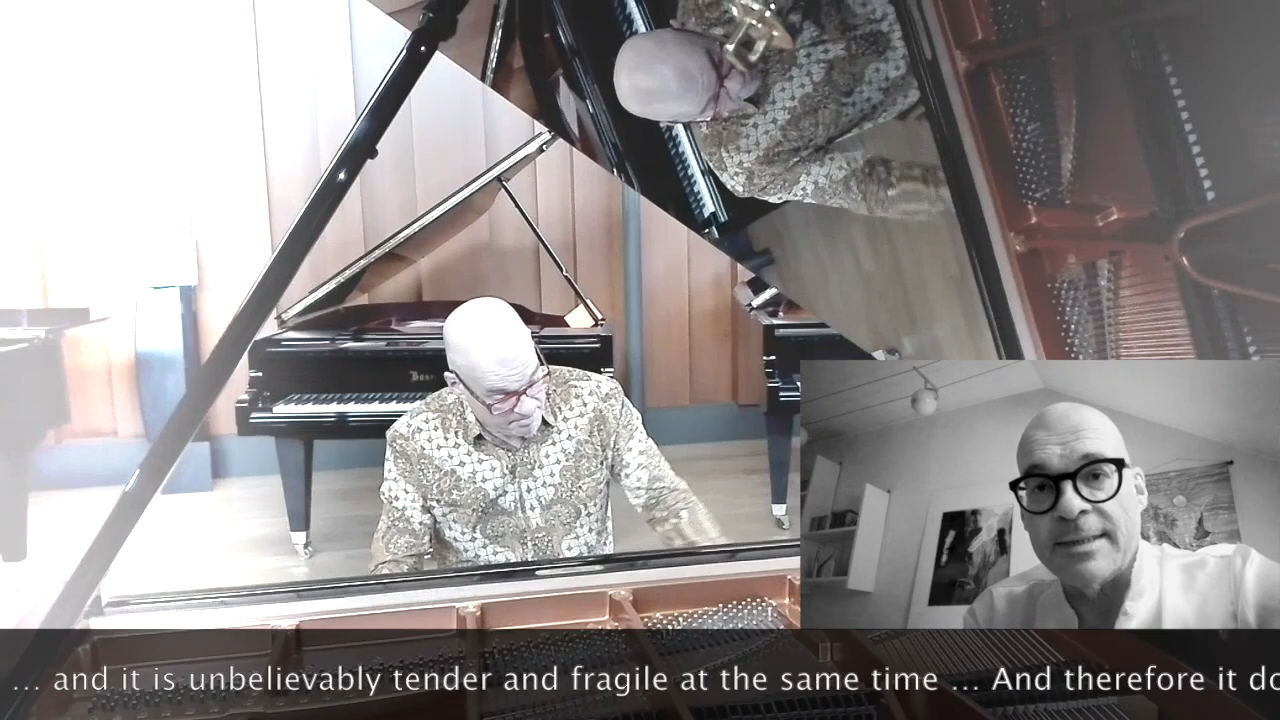 ... and it is unbelievably tender and fragile at the same time ... And therefore it do